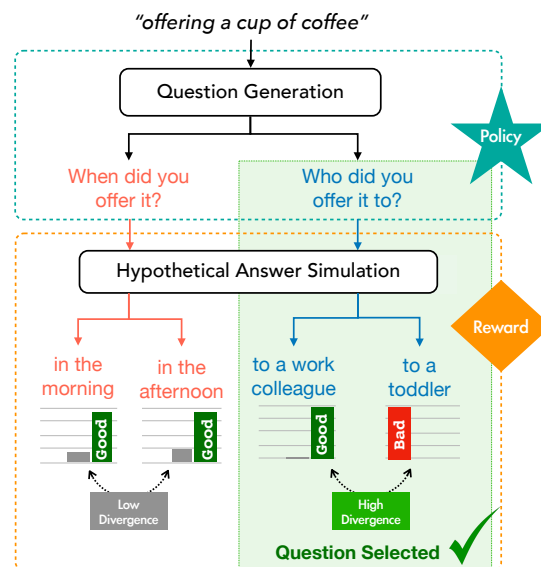 “offering a cup of coffee”
Question Generation
Policy
When did you
offer it?
Who did you
offer it to?
Hypothetical Answer Simulation
Reward
in the
morning
in the
afternoon
to a work
colleague
to a
toddler
Good
Good
Good
Bad
Low
Divergence
High
Divergence
Question Selected